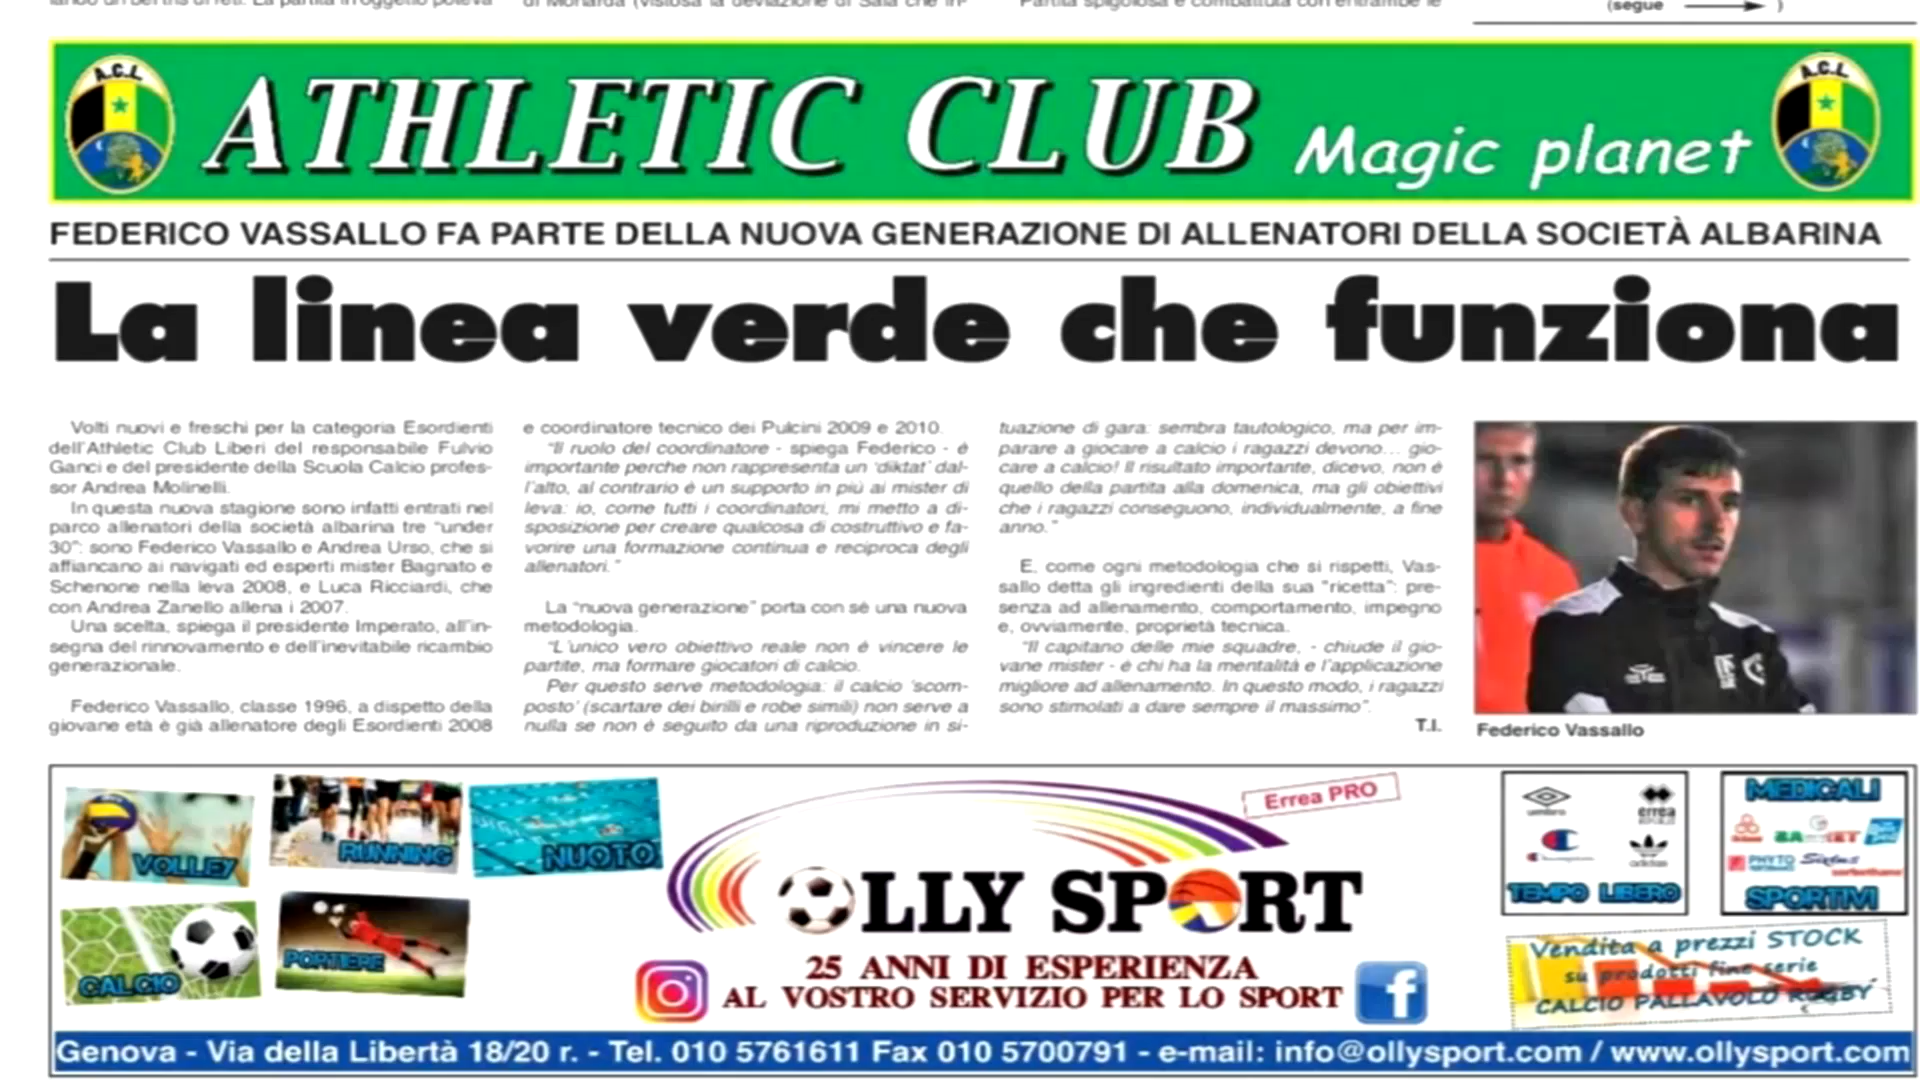 (segue )
A.C.L.
ATHLETIC CLUB Magic planet
A.C.L.
FEDERICO VASSALLO FA PARTE DELLA NUOVA GENERAZIONE DI ALLENATORI DELLA SOCIETÀ ALBARINA
La linea verde che funziona
Volti nuovi e freschi per la categoria Esordienti
dell'Athletic Club Liberi del responsabile Fulvio
Ganci e del presidente della Scuola Calcio profes-
sor Andrea Molinelli.
In questa nuova stagione sono infatti entrati nel
parco allenatori della società albarina tre "under
30": sono Federico Vassallo e Andrea Urso, che si
affiancano ai navigati ed esperti mister Bagnato e
Schenone nella leva 2008, e Luca Ricciardi, che
con Andrea Zanello allena i 2007.
Una scelta, spiega il presidente Imperato, all'in-
segna del rinnovamento e dell'inevitabile ricambio
generazionale.
Federico Vassallo, classe 1996, a dispetto della
giovane età è già allenatore degli Esordienti 2008
e coordinatore tecnico dei Pulcini 2009 e 2010.
"Il ruolo del coordinatore - spiega Federico - è
importante perche non rappresenta un 'diktat' dal-
l'alto, al contrario è un supporto in più ai mister di
leva: io, come tutti i coordinatori, mi metto a di-
sposizione per creare qualcosa di costruttivo e fa-
vorire una formazione continua e reciproca degli
allenatori."
La "nuova generazione" porta con sé una nuova
metodologia.
"L'unico vero obiettivo reale non è vincere le
partite, ma formare giocatori di calcio.
Per questo serve metodologia: il calcio 'scom-
posto' (scartare dei birilli e robe simili) non serve a
nulla se non è seguito da una riproduzione in si-
tuazione di gara: sembra tautologico, ma per im-
parare a giocare a calcio i ragazzi devono... gio-
care a calcio! Il risultato importante, dicevo, non è
quello della partita alla domenica, ma gli obiettivi
che i ragazzi conseguono, individualmente, a fine
anno."
E, come ogni metodologia che si rispetti, Vas-
sallo detta gli ingredienti della sua "ricetta": pre-
senza ad allenamento, comportamento, impegno
e, ovviamente, proprietà tecnica.
"Il capitano delle mie squadre, - chiude il gio-
vane mister - è chi ha la mentalità e l'applicazione
migliore ad allenamento. In questo modo, i ragazzi
sono stimolati a dare sempre il massimo".
T.I.
Federico Vassallo
VOLLEY
RUNNING
NUOTO
CALCIO
PORTIERE
Errea PRO
OLLY SPORT
25 ANNI DI ESPERIENZA
AL VOSTRO SERVIZIO PER LO SPORT
umbro
errea
Champion
adidas
TEMPO LIBERO
MEDICALI
PHYTO
Sixtus
SPORTIVI
Vendita a prezzi STOCK
su prodotti fine serie
CALCIO PALLAVOLO RUGBY
Genova - Via della Libertà 18/20 r. - Tel. 010 5761611 Fax 010 5700791 - e-mail: info@ollysport.com / www.ollysport.com